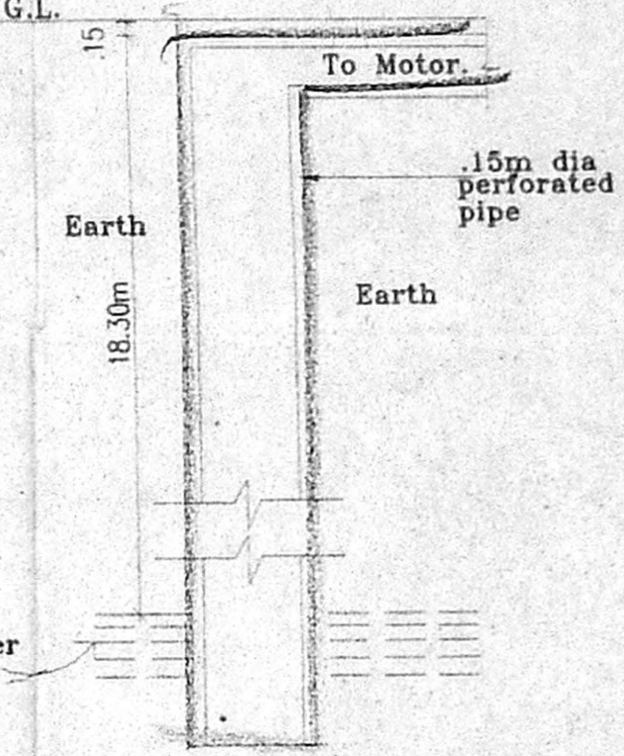 G.L.
.15
To Motor.
.15m dia
perforated
pipe
Earth
Earth
18.30m
er